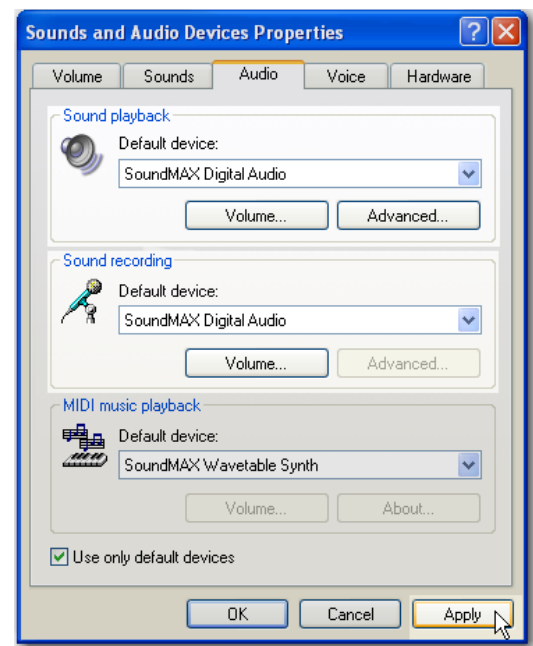 Sounds and Audio Devices Properties
Volume Sounds Audio Voice Hardware
Sound playback
Default device:
SoundMAX Digital Audio
Volume... Advanced...
Sound recording
Default device:
SoundMAX Digital Audio
Volume... Advanced...
MIDI music playback
Default device:
SoundMAX Wavetable Synth
Volume... About...
Use only default devices
OK Cancel Apply